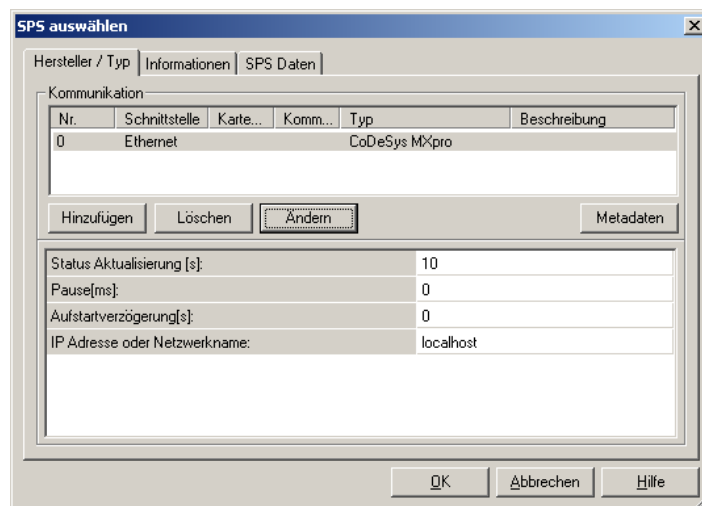 SPS auswählen
Hersteller / Typ Informationen SPS Daten
Kommunikation
Nr. Schnittstelle Karte... Komm... Typ Beschreibung
0 Ethernet CoDeSys MXpro
Hinzufügen Löschen Ändern Metadaten
Status Aktualisierung [s]: 10
Pause[ms]: 0
Aufstartverzögerung[s]: 0
IP Adresse oder Netzwerkname: localhost
OK Abbrechen Hilfe